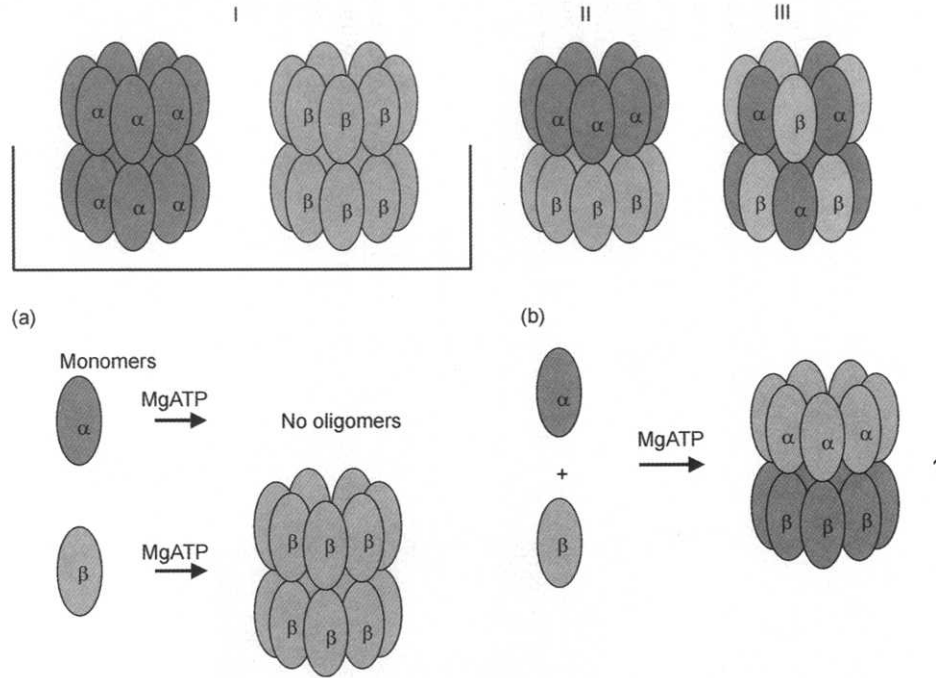 I II III
α α α β β β α α α α β α
α α α β β β β β β β α β
(a) (b)
Monomers
MgATP
α No oligomers
α MgATP α α α
+
β β β β β β
MgATP
β β
β β β